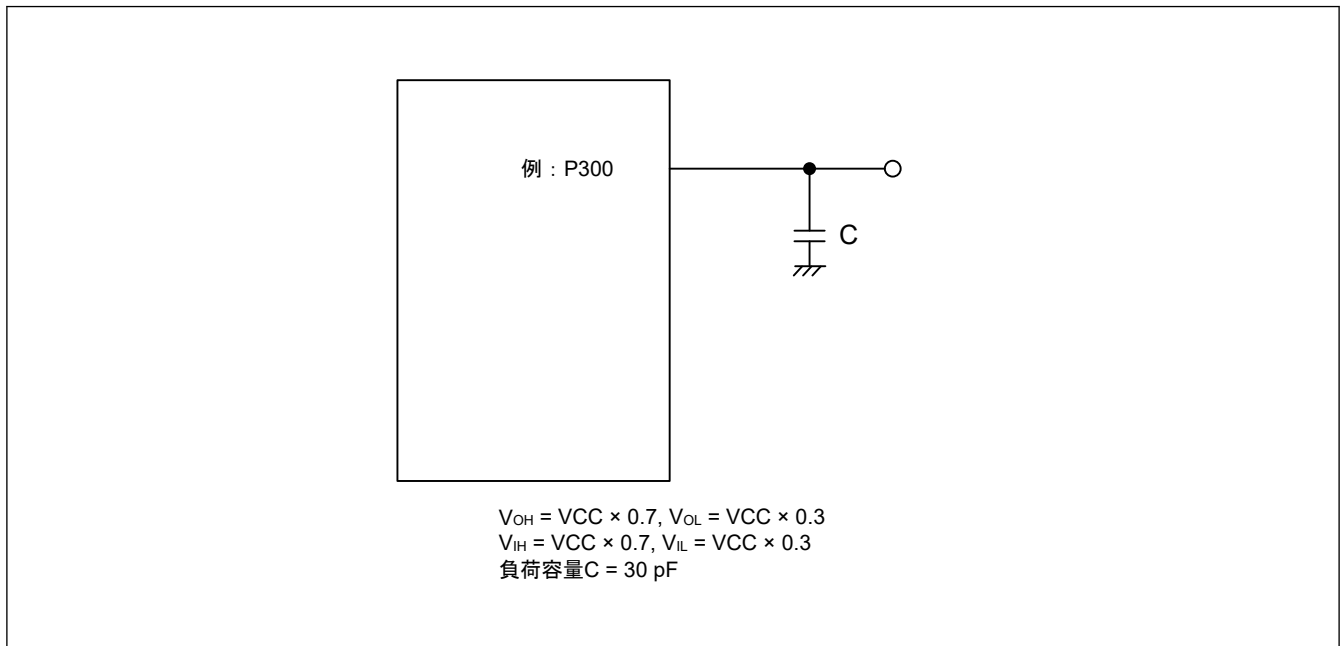 例：P300
C
VOH = VCC × 0.7, VOL = VCC × 0.3
VIH = VCC × 0.7, VIL = VCC × 0.3
負荷容量C = 30 pF